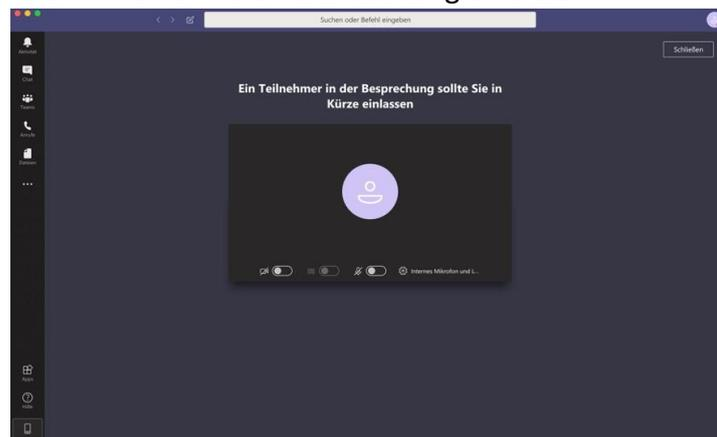 Suchen oder Befehl eingeben
Schließen
Aktivität
Chat
Teams
Anrufe
Dateien
Ein Teilnehmer in der Besprechung sollte Sie in
Kürze einlassen
Internes Mikrofon und L...
Apps
Hilfe